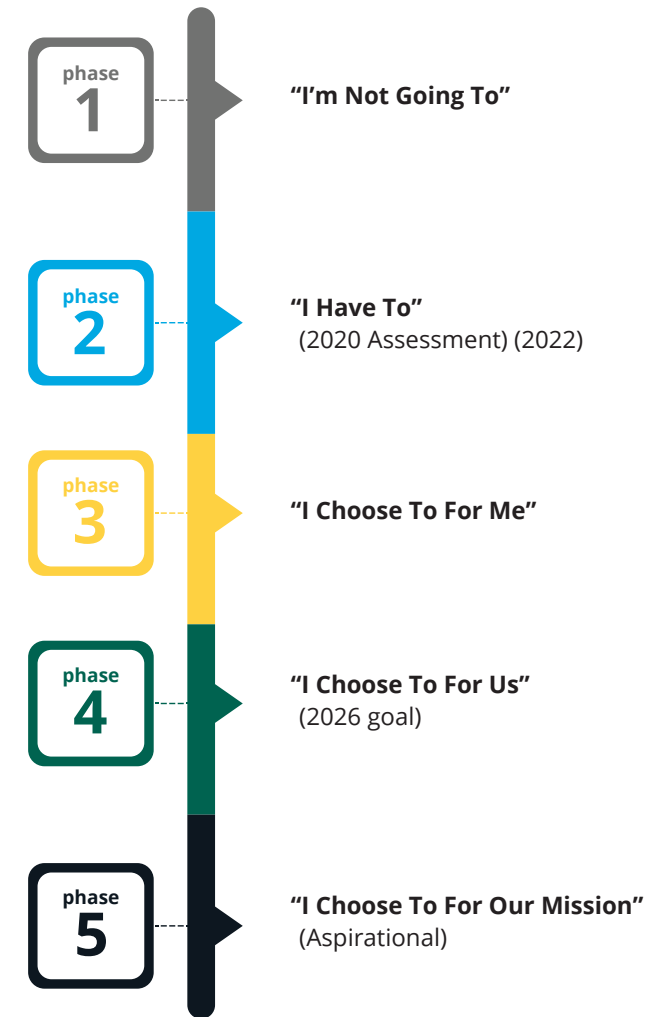 phase
1
“I’m Not Going To”
phase
2
“I Have To”
(2020 Assessment) (2022)
phase
3
“I Choose To For Me”
phase
4
“I Choose To For Us”
(2026 goal)
phase
5
“I Choose To For Our Mission”
(Aspirational)